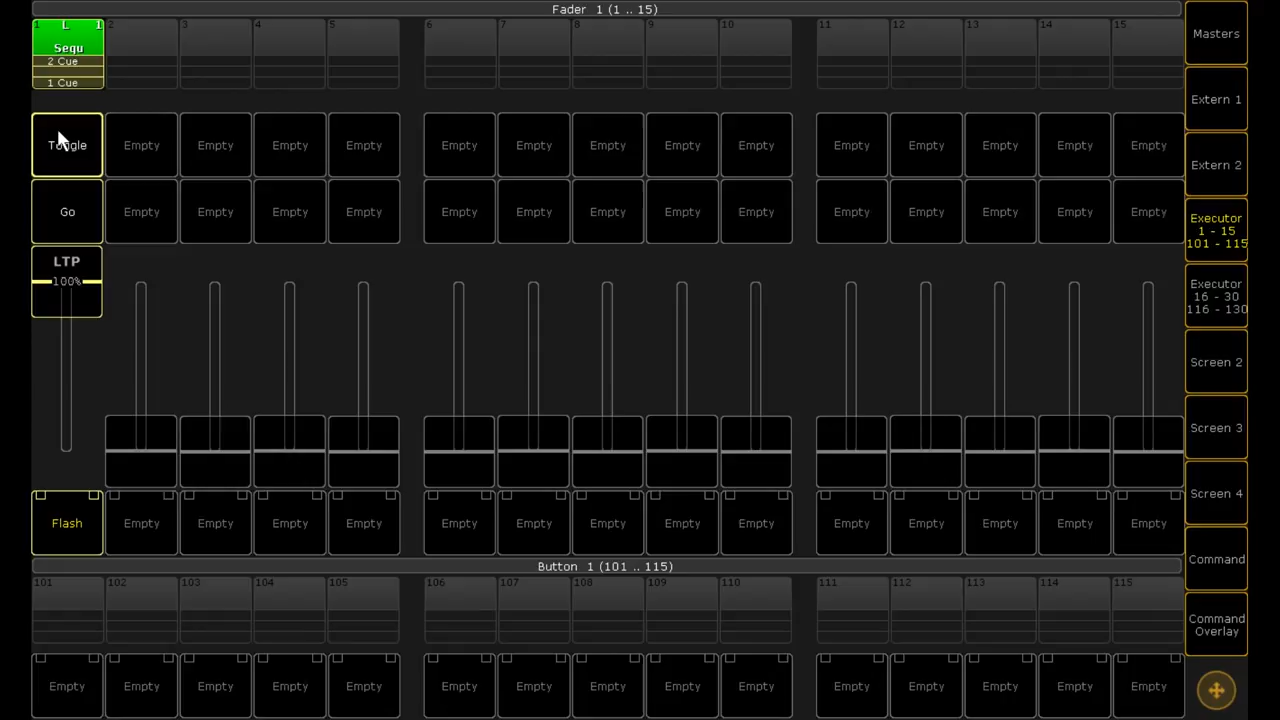 Fader 1 (1 .. 15)
Masters
1 L 1 2 3 4 5 6 7 8 9 10 11 12 13 14 15
Sequ
2 Cue
1 Cue
Extern 1
Toggle Empty Empty Empty Empty Empty Empty Empty Empty Empty Empty Empty Empty Empty Empty
Extern 2
Go Empty Empty Empty Empty Empty Empty Empty Empty Empty Empty Empty Empty Empty Empty
Executor
1 - 15
101 - 115
LTP
100%
Executor
16 - 30
116 - 130
Screen 2
Screen 3
Screen 4
Flash Empty Empty Empty Empty Empty Empty Empty Empty Empty Empty Empty Empty Empty Empty
Command
Button 1 (101 .. 115)
101 102 103 104 105 106 107 108 109 110 111 112 113 114 115
Command
Overlay
Empty Empty Empty Empty Empty Empty Empty Empty Empty Empty Empty Empty Empty Empty Empty